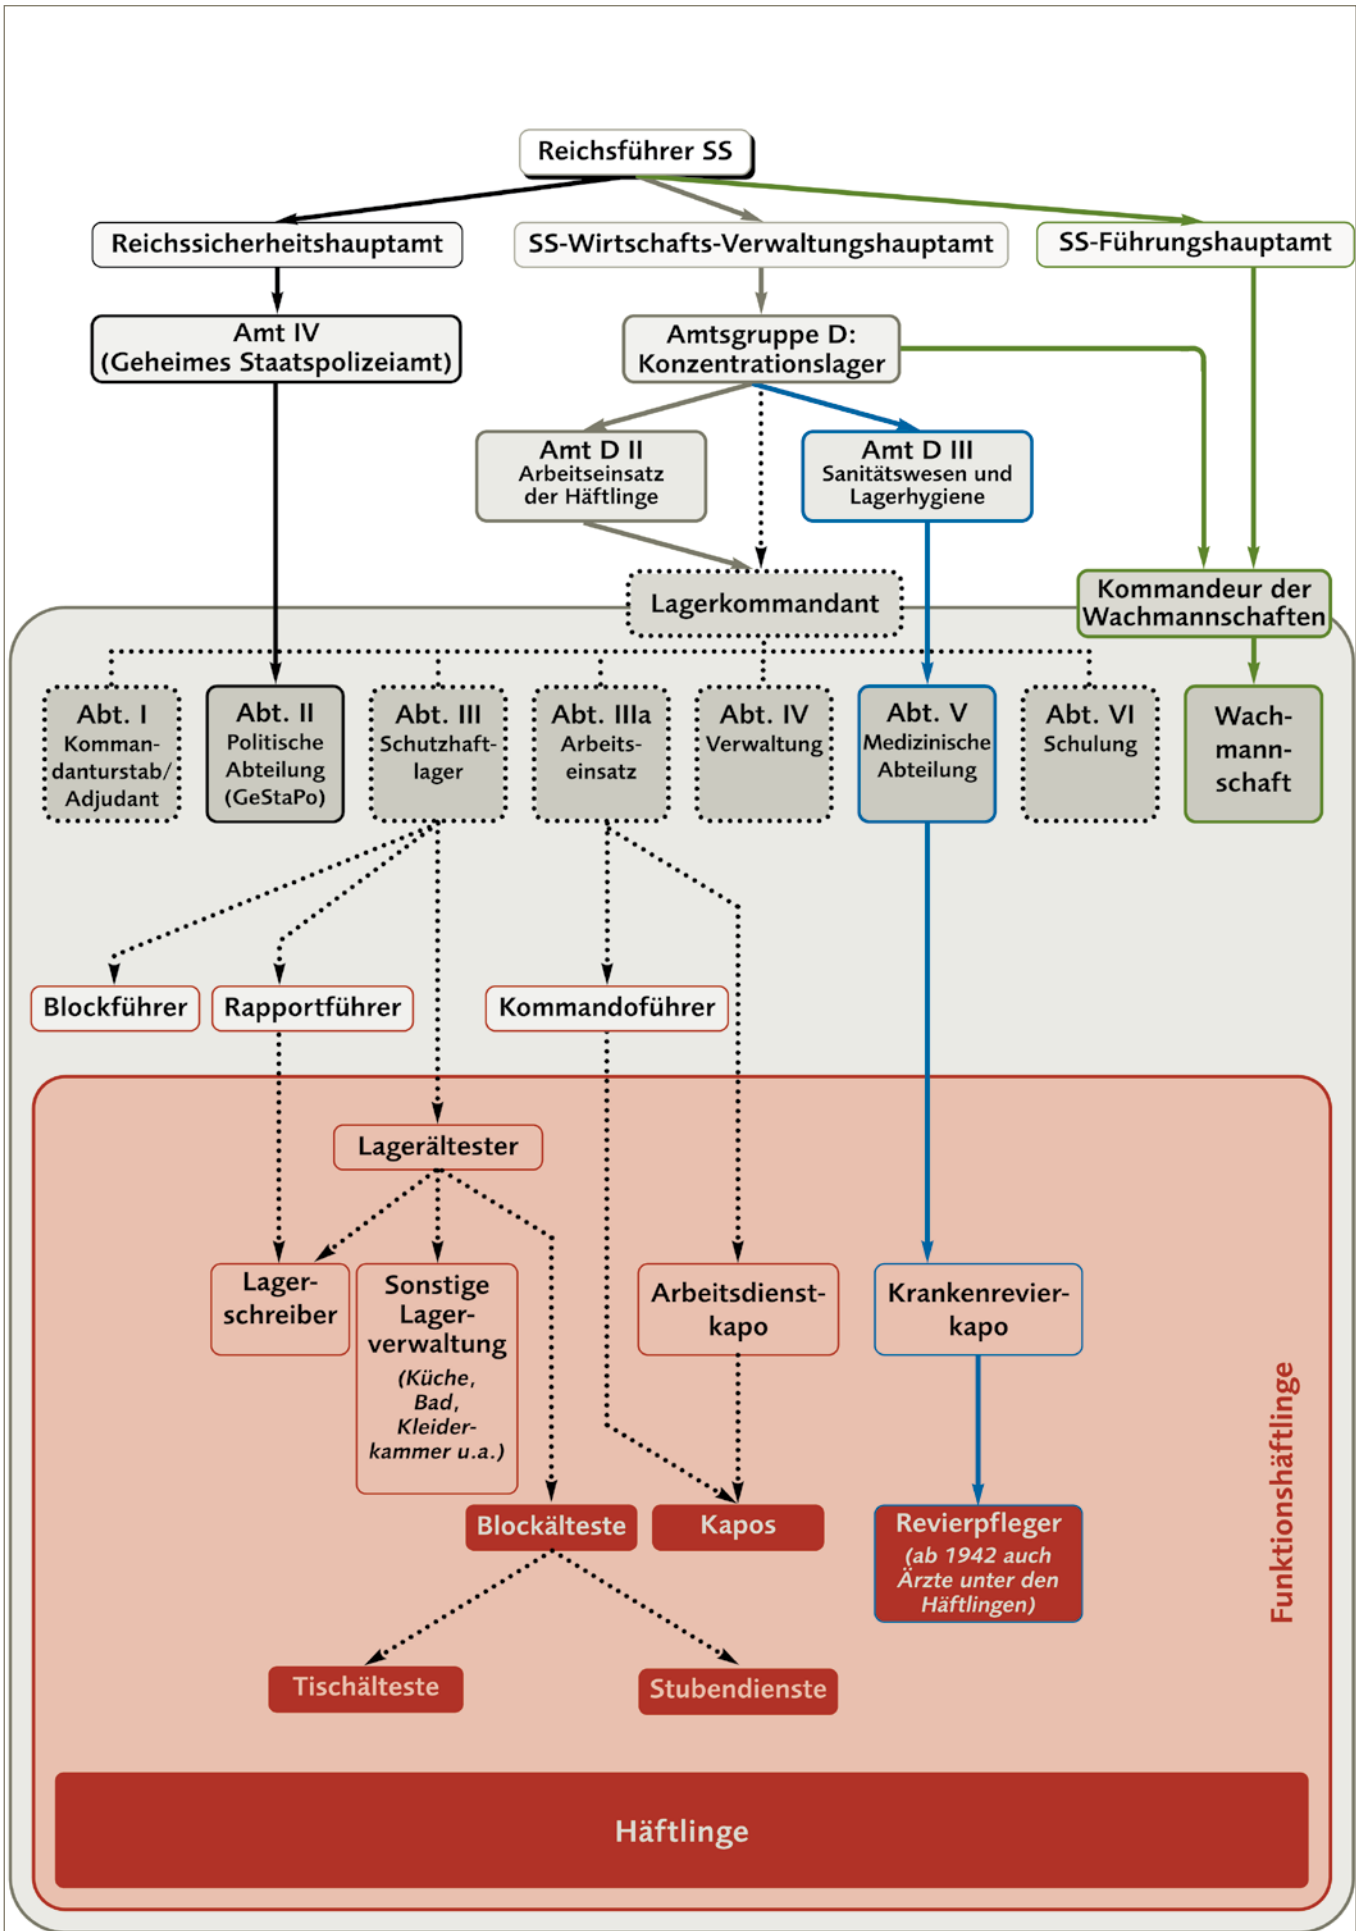 Reichsführer SS
Reichssicherheitshauptamt
SS-Wirtschafts-Verwaltungshauptamt
SS-Führungshauptamt
Amt IV
(Geheimes Staatspolizeiamt)
Amtsgruppe D:
Konzentrationslager
Amt D II
Arbeitseinsatz
der Häftlinge
Amt D III
Sanitätswesen und
Lagerhygiene
Lagerkommandant
Kommandeur der
Wachmannschaften
Abt. I
Komman-
danturstab/
Adjudant
Abt. II
Politische
Abteilung
(GeStaPo)
Abt. III
Schutzhaft-
lager
Abt. IIIa
Arbeits-
einsatz
Abt. IV
Verwaltung
Abt. V
Medizinische
Abteilung
Abt. VI
Schulung
Wach-
mann-
schaft
Blockführer
Rapportführer
Kommandoführer
Lagerältester
Lager-
schreiber
Sonstige
Lager-
verwaltung
(Küche,
Bad,
Kleider-
kammer u.a.)
Arbeitsdienst-
kapo
Krankenrevier-
kapo
Funktionshäftlinge
Blockälteste
Kapos
Revierpfleger
(ab 1942 auch
Ärzte unter den
Häftlingen)
Tischälteste
Stubendienste
Häftlinge